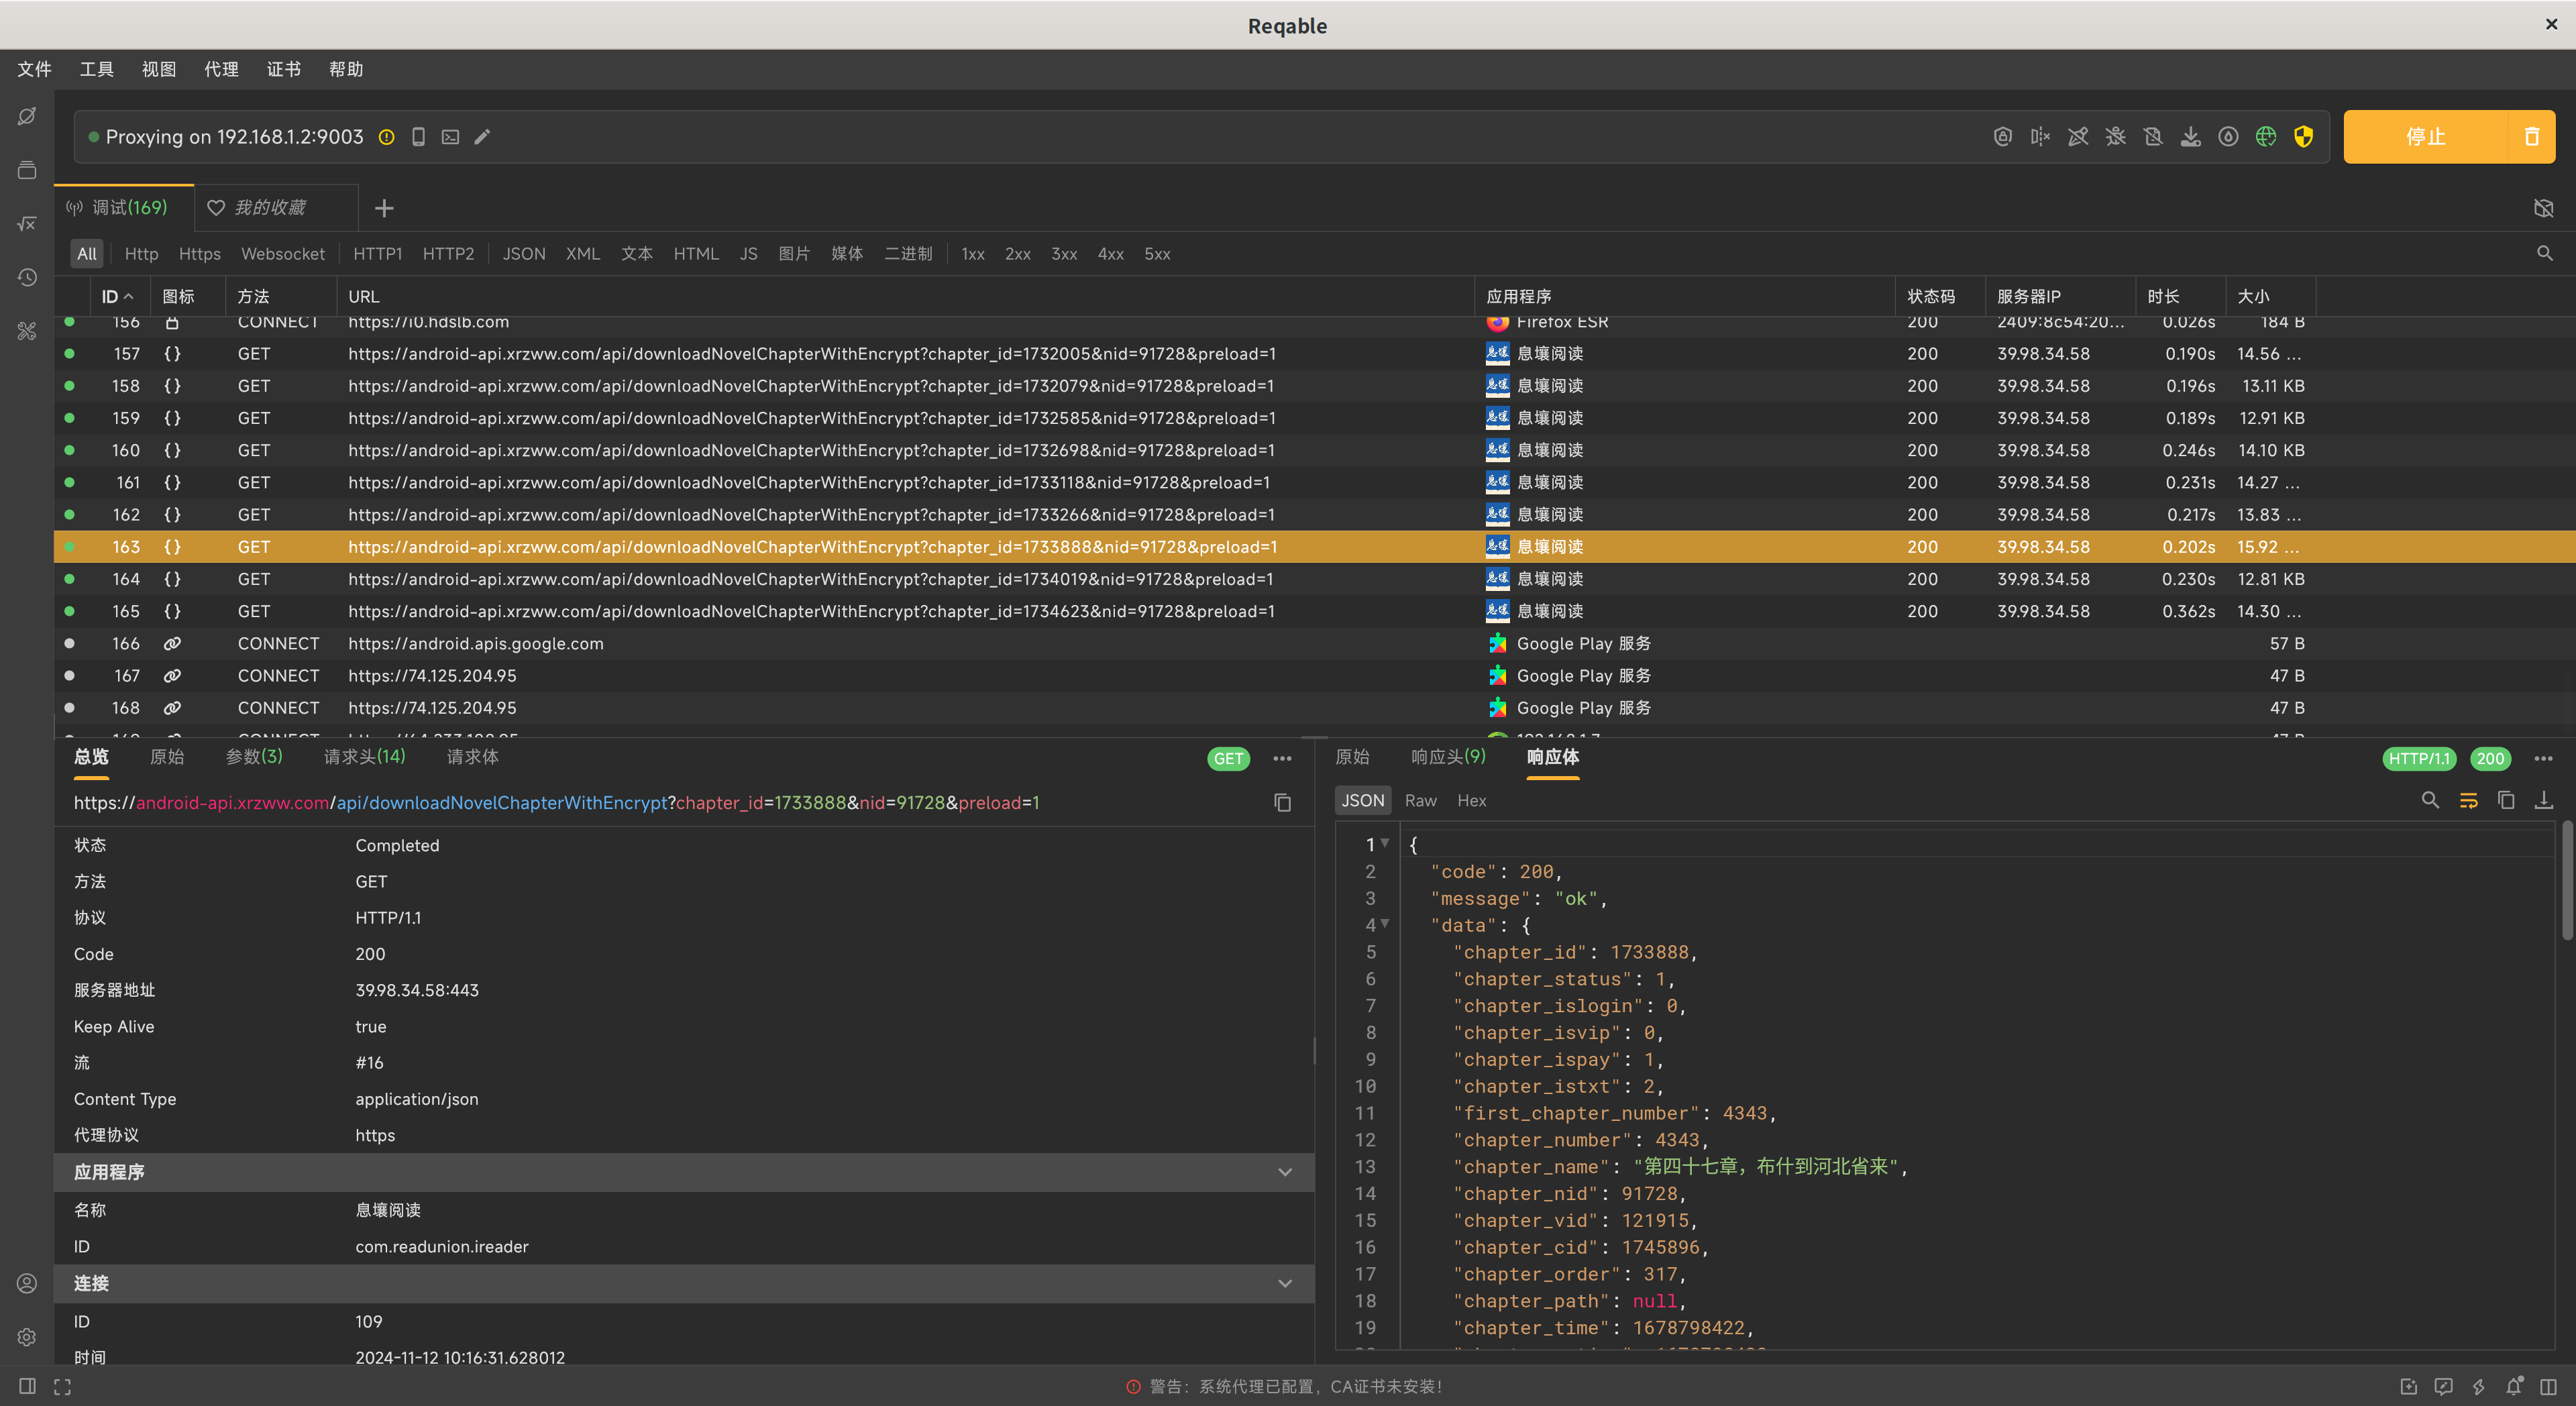 Reqable
文件 工具 视图 代理 证书 帮助
Proxying on 192.168.1.2:9003
停止
调试(169) 我的收藏
All Http Https Websocket HTTP1 HTTP2 JSON XML 文本 HTML JS 图片 媒体 二进制 1xx 2xx 3xx 4xx 5xx
ID 图标 方法 URL 应用程序 状态码 服务器IP 时长 大小
156 CONNECT https://i0.hdslb.com Firefox ESR 200 2409:8c54:20... 0.026s 184 B
157 {} GET https://android-api.xrzww.com/api/downloadNovelChapterWithEncrypt?chapter_id=1732005&nid=91728&preload=1 息壤阅读 200 39.98.34.58 0.190s 14.56 ...
158 {} GET https://android-api.xrzww.com/api/downloadNovelChapterWithEncrypt?chapter_id=1732079&nid=91728&preload=1 息壤阅读 200 39.98.34.58 0.196s 13.11 KB
159 {} GET https://android-api.xrzww.com/api/downloadNovelChapterWithEncrypt?chapter_id=1732585&nid=91728&preload=1 息壤阅读 200 39.98.34.58 0.189s 12.91 KB
160 {} GET https://android-api.xrzww.com/api/downloadNovelChapterWithEncrypt?chapter_id=1732698&nid=91728&preload=1 息壤阅读 200 39.98.34.58 0.246s 14.10 KB
161 {} GET https://android-api.xrzww.com/api/downloadNovelChapterWithEncrypt?chapter_id=1733118&nid=91728&preload=1 息壤阅读 200 39.98.34.58 0.231s 14.27 ...
162 {} GET https://android-api.xrzww.com/api/downloadNovelChapterWithEncrypt?chapter_id=1733266&nid=91728&preload=1 息壤阅读 200 39.98.34.58 0.217s 13.83 ...
163 {} GET https://android-api.xrzww.com/api/downloadNovelChapterWithEncrypt?chapter_id=1733888&nid=91728&preload=1 息壤阅读 200 39.98.34.58 0.202s 15.92 ...
164 {} GET https://android-api.xrzww.com/api/downloadNovelChapterWithEncrypt?chapter_id=1734019&nid=91728&preload=1 息壤阅读 200 39.98.34.58 0.230s 12.81 KB
165 {} GET https://android-api.xrzww.com/api/downloadNovelChapterWithEncrypt?chapter_id=1734623&nid=91728&preload=1 息壤阅读 200 39.98.34.58 0.362s 14.30 ...
166 CONNECT https://android.apis.google.com Google Play 服务 57 B
167 CONNECT https://74.125.204.95 Google Play 服务 47 B
168 CONNECT https://74.125.204.95 Google Play 服务 47 B
总览 原始 参数(3) 请求头(14) 请求体 GET
https://android-api.xrzww.com/api/downloadNovelChapterWithEncrypt?chapter_id=1733888&nid=91728&preload=1
状态 Completed
方法 GET
协议 HTTP/1.1
Code 200
服务器地址 39.98.34.58:443
Keep Alive true
流 #16
Content Type application/json
代理协议 https
应用程序
名称 息壤阅读
ID com.readunion.ireader
连接
ID 109
时间 2024-11-12 10:16:31.628012
原始 响应头(9) 响应体 HTTP/1.1 200
JSON Raw Hex
1 {
2 "code": 200,
3 "message": "ok",
4 "data": {
5 "chapter_id": 1733888,
6 "chapter_status": 1,
7 "chapter_islogin": 0,
8 "chapter_isvip": 0,
9 "chapter_ispay": 1,
10 "chapter_istxt": 2,
11 "first_chapter_number": 4343,
12 "chapter_number": 4343,
13 "chapter_name": "第四十七章，布什到河北省来",
14 "chapter_nid": 91728,
15 "chapter_vid": 121915,
16 "chapter_cid": 1745896,
17 "chapter_order": 317,
18 "chapter_path": null,
19 "chapter_time": 1678798422,
警告：系统代理已配置，CA证书未安装！